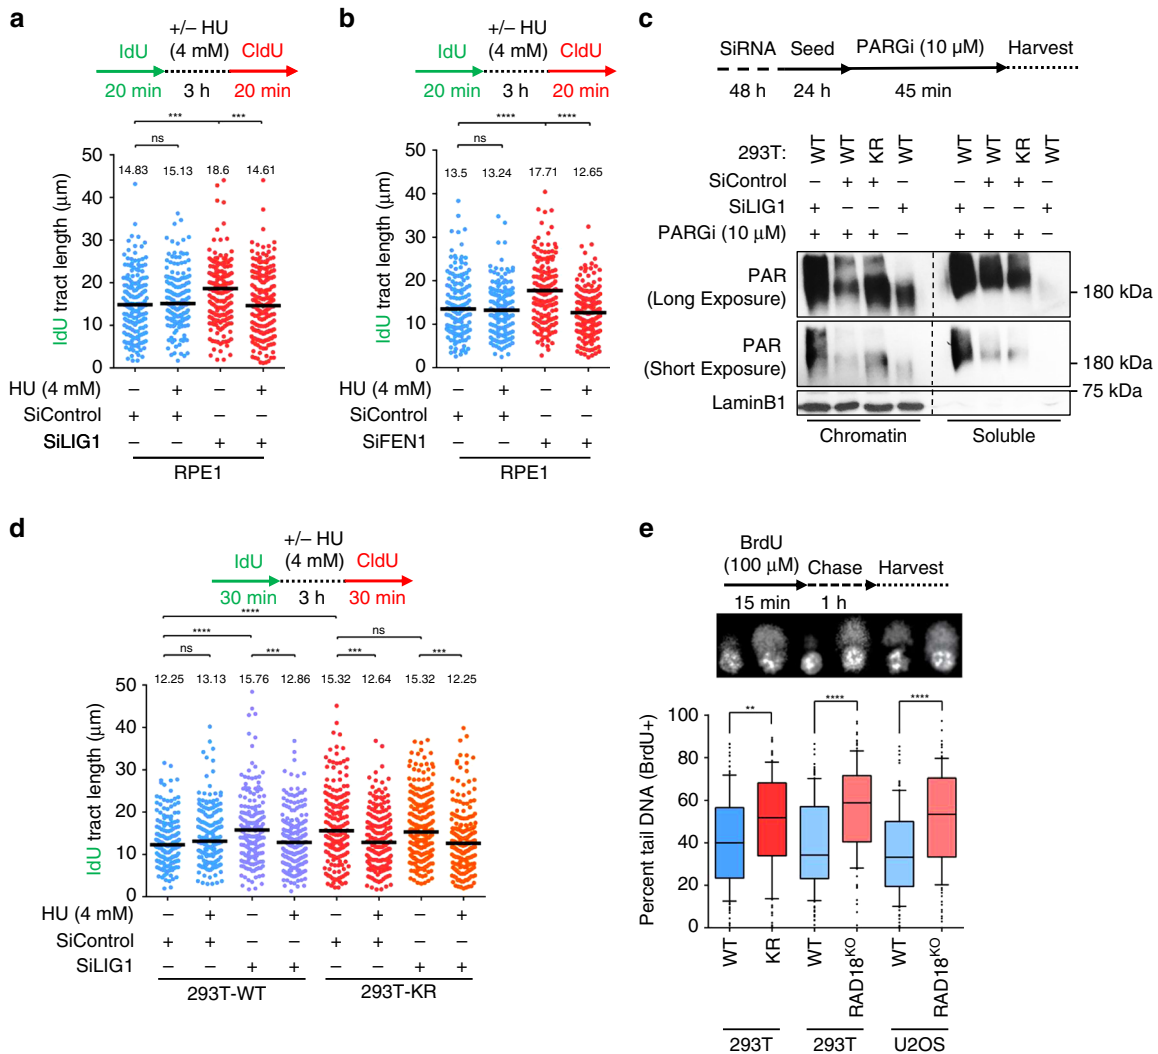 a
+/– HU
(4 mM)
IdU
CldU
20 min
3 h
20 min
***
***
ns
14.83
15.13
18.6
14.61
IdU tract length (μm)
50
40
30
20
10
0
HU (4 mM) – + – +
SiControl + + – –
SiLIG1 – – + +
RPE1
b
+/– HU
(4 mM)
IdU
CldU
20 min
3 h
20 min
****
****
ns
13.5
13.24
17.71
12.65
IdU tract length (μm)
50
40
30
20
10
0
HU (4 mM) – + – +
SiControl + + – –
SiFEN1 – – + +
RPE1
c
SiRNA
Seed
PARGi (10 μM)
Harvest
48 h
24 h
45 min
293T: WT WT KR WT WT WT KR WT
SiControl – + + – – + + –
SiLIG1 + – – + + – – +
PARGi (10 μM) + + + – + + + –
PAR
(Long Exposure)
180 kDa
PAR
(Short Exposure)
180 kDa
75 kDa
LaminB1
Chromatin
Soluble
d
+/– HU
(4 mM)
IdU
CldU
30 min
3 h
30 min
****
****
ns
ns
***
***
***
12.25
13.13
15.76
12.86
15.32
12.64
15.32
12.25
IdU tract length (μm)
50
40
30
20
10
0
HU (4 mM) – + – + – + – +
SiControl + + – – + + – –
SiLIG1 – – + + – – + +
293T-WT
293T-KR
e
BrdU
(100 μM)
Chase
Harvest
15 min
1 h
**
****
****
Percent tail DNA (BrdU+)
100
80
60
40
20
0
WT
KR
WT
RAD18KO
WT
RAD18KO
293T
293T
U2OS